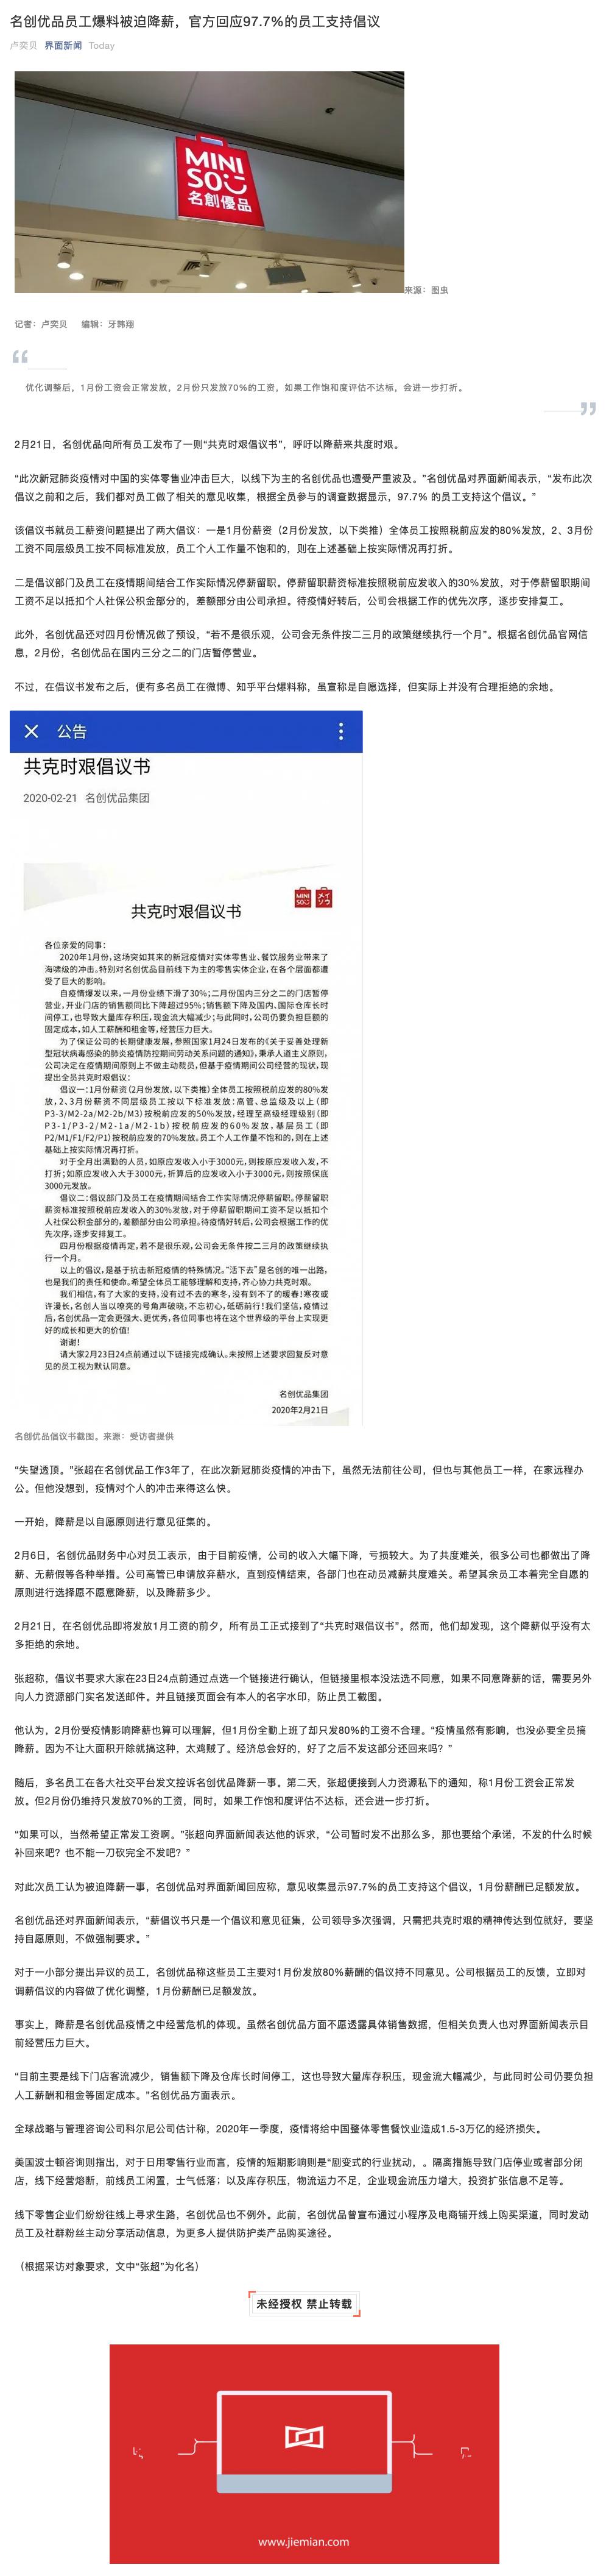 名创优品员工爆料被迫降薪，官方回应97.7%的员工支持倡议
卢奕贝 界面新闻 Today
MINI
SO
名創優品
来源：图虫
记者：卢奕贝 编辑：牙韩翔
“
优化调整后，1月份工资会正常发放，2月份只发放70%的工资，如果工作饱和度评估不达标，会进一步打折。
”
2月21日，名创优品向所有员工发布了一则“共克时艰倡议书”，呼吁以降薪来共度时艰。
“此次新冠肺炎疫情对中国的实体零售业冲击巨大，以线下为主的名创优品也遭受严重波及。”名创优品对界面新闻表示，“发布此次
倡议之前和之后，我们都对员工做了相关的意见收集，根据全员参与的调查数据显示，97.7% 的员工支持这个倡议。”
该倡议书就员工薪资问题提出了两大倡议：一是1月份薪资（2月份发放，以下类推）全体员工按照税前应发的80%发放，2、3月份
工资不同层级员工按不同标准发放，员工个人工作量不饱和的，则在上述基础上按实际情况再打折。
二是倡议部门及员工在疫情期间结合工作实际情况停薪留职。停薪留职薪资标准按照税前应发收入的30%发放，对于停薪留职期间
工资不足以抵扣个人社保公积金部分的，差额部分由公司承担。待疫情好转后，公司会根据工作的优先次序，逐步安排复工。
此外，名创优品还对四月份情况做了预设，“若不是很乐观，公司会无条件按二三月的政策继续执行一个月”。根据名创优品官网信
息，2月份，名创优品在国内三分之二的门店暂停营业。
不过，在倡议书发布之后，便有多名员工在微博、知乎平台爆料称，虽宣称是自愿选择，但实际上并没有合理拒绝的余地。
公告
共克时艰倡议书
2020-02-21 名创优品集团
MINI
SO
メイ
ソウ
共克时艰倡议书
各位亲爱的同事：
2020年1月份，这场突如其来的新冠疫情对实体零售业、餐饮服务业带来了
海啸级的冲击。特别对名创优品目前线下为主的零售实体企业，在各个层面都遭
受了巨大的影响。
自疫情爆发以来，一月份业绩下滑了30%；二月份国内三分之二的门店暂停
营业，开业门店的销售额同比下降超过95%；销售额下降及国内、国际仓库长时
间停工，也导致大量库存积压，现金流大幅减少；与此同时，公司仍要负担巨额的
固定成本，如人工薪酬和租金等，经营压力巨大。
为了保证公司的长期健康发展，参照国家1月24日发布的《关于妥善处理新
型冠状病毒感染的肺炎疫情防控期间劳动关系问题的通知》，秉承人道主义原则，
公司决定在疫情期间原则上不做主动裁员，但基于疫情期间公司经营的现状，现
提出全员共克时艰倡议：
倡议一：1月份薪资（2月份发放，以下类推）全体员工按照税前应发的80%发
放，2、3月份薪资不同层级员工按以下标准发放：高管、总监级及以上（即
P3-3/M2-2a/M2-2b/M3）按税前应发的50%发放，经理至高级经理级别（即
P3-1/P3-2/M2-1a/M2-1b）按税前应发的60%发放，基层员工（即
P2/M1/F1/F2/P1）按税前应发的70%发放。员工个人工作量不饱和的，则在上述
基础上按实际情况再打折。
对于全月出满勤的人员，如原应发收入小于3000元，则按原应发收入发，不
打折；如原应发收入大于3000元，折算后的应发收入小于3000元，则按照保底
3000元发放。
倡议二：倡议部门及员工在疫情期间结合工作实际情况停薪留职。停薪留职
薪资标准按照税前应发收入的30%发放，对于停薪留职期间工资不足以抵扣个
人社保公积金部分的，差额部分由公司承担。待疫情好转后，公司会根据工作的优
先次序，逐步安排复工。
四月份根据疫情再定，若不是很乐观，公司会无条件按二三月的政策继续执
行一个月。
以上的倡议，是基于抗击新冠疫情的特殊情况。“活下去”是名创的唯一出路，
也是我们的责任和使命。希望全体员工能够理解和支持，齐心协力共克时艰。
我们相信，有了大家的支持，没有过不去的寒冬，没有到不了的暖春！寒夜或
许漫长，名创人当以嘹亮的号角声破晓，不忘初心，砥砺前行！我们坚信，疫情过
后，名创优品一定会更强大、更优秀，各位同事也将在这个世界级的平台上实现更
好的成长和更大的价值！
谢谢！
请大家2月23日24点前通过以下链接完成确认。未按照上述要求回复反对意
见的员工视为默认同意。
名创优品集团
2020年2月21日
名创优品倡议书截图。来源：受访者提供
“失望透顶。”张超在名创优品工作3年了，在此次新冠肺炎疫情的冲击下，虽然无法前往公司，但也与其他员工一样，在家远程办
公。但他没想到，疫情对个人的冲击来得这么快。
一开始，降薪是以自愿原则进行意见征集的。
2月6日，名创优品财务中心对员工表示，由于目前疫情，公司的收入大幅下降，亏损较大。为了共度难关，很多公司也都做出了降
薪、无薪假等各种举措。公司高管已申请放弃薪水，直到疫情结束，各部门也在动员减薪共度难关。希望其余员工本着完全自愿的
原则进行选择愿不愿意降薪，以及降薪多少。
2月21日，在名创优品即将发放1月工资的前夕，所有员工正式接到了“共克时艰倡议书”。然而，他们却发现，这个降薪似乎没有太
多拒绝的余地。
张超称，倡议书要求大家在23日24点前通过点选一个链接进行确认，但链接里根本没法选不同意，如果不同意降薪的话，需要另外
向人力资源部门实名发送邮件。并且链接页面会有本人的名字水印，防止员工截图。
他认为，2月份受疫情影响降薪也算可以理解，但1月份全勤上班了却只发80%的工资不合理。“疫情虽然有影响，也没必要全员搞
降薪。因为不让大面积开除就搞这种，太鸡贼了。经济总会好的，好了之后不发这部分还回来吗？”
随后，多名员工在各大社交平台发文控诉名创优品降薪一事。第二天，张超便接到人力资源私下的通知，称1月份工资会正常发
放。但2月份仍维持只发放70%的工资，同时，如果工作饱和度评估不达标，还会进一步打折。
“如果可以，当然希望正常发工资啊。”张超向界面新闻表达他的诉求，“公司暂时发不出那么多，那也要给个承诺，不发的什么时候
补回来吧？也不能一刀砍完全不发吧？”
对此次员工认为被迫降薪一事，名创优品对界面新闻回应称，意见收集显示97.7%的员工支持这个倡议，1月份薪酬已足额发放。
名创优品还对界面新闻表示，“薪倡议书只是一个倡议和意见征集，公司领导多次强调，只需把共克时艰的精神传达到位就好，要坚
持自愿原则，不做强制要求。”
对于一小部分提出异议的员工，名创优品称这些员工主要对1月份发放80%薪酬的倡议持不同意见。公司根据员工的反馈，立即对
调薪倡议的内容做了优化调整，1月份薪酬已足额发放。
事实上，降薪是名创优品疫情之中经营危机的体现。虽然名创优品方面不愿透露具体销售数据，但相关负责人也对界面新闻表示目
前经营压力巨大。
“目前主要是线下门店客流减少，销售额下降及仓库长时间停工，这也导致大量库存积压，现金流大幅减少，与此同时公司仍要负担
人工薪酬和租金等固定成本。”名创优品方面表示。
全球战略与管理咨询公司科尔尼公司估计称，2020年一季度，疫情将给中国整体零售餐饮业造成1.5-3万亿的经济损失。
美国波士顿咨询则指出，对于日用零售行业而言，疫情的短期影响则是“剧变式的行业扰动，。隔离措施导致门店停业或者部分闭
店，线下经营熔断，前线员工闲置，士气低落；以及库存积压，物流运力不足，企业现金流压力增大，投资扩张信息不足等。
线下零售企业们纷纷往线上寻求生路，名创优品也不例外。此前，名创优品曾宣布通过小程序及电商铺开线上购买渠道，同时发动
员工及社群粉丝主动分享活动信息，为更多人提供防护类产品购买途径。
（根据采访对象要求，文中“张超”为化名）
未经授权 禁止转载
www.jiemian.com